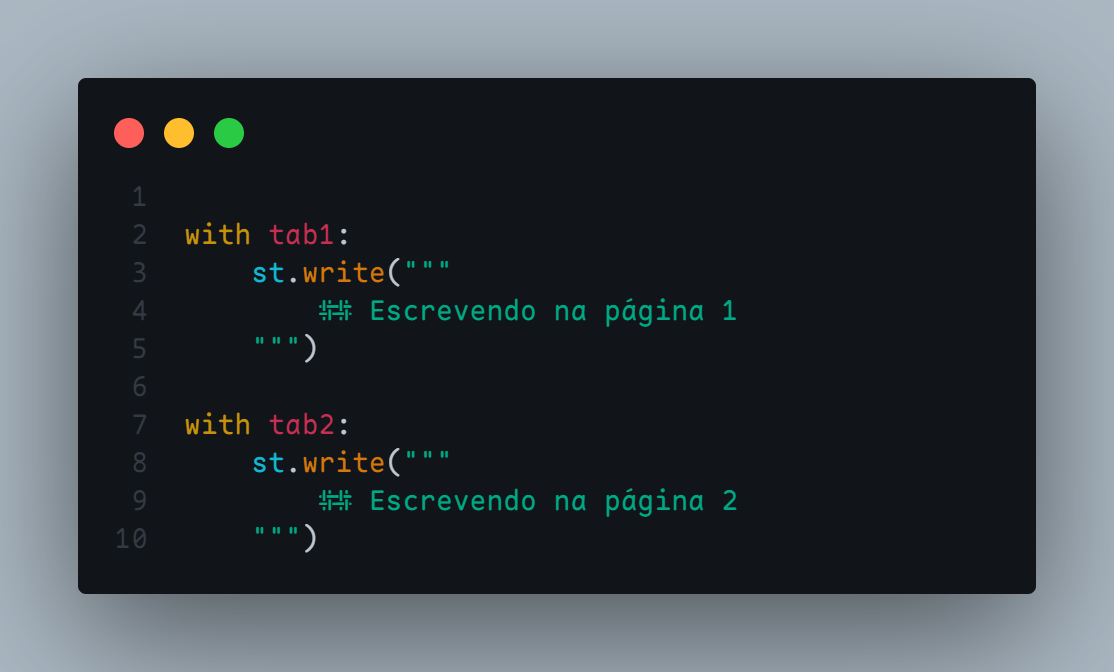 1
2 with tab1:
3     st.write("""
4         ## Escrevendo na página 1
5     """)
6
7 with tab2:
8     st.write("""
9         ## Escrevendo na página 2
10     """)